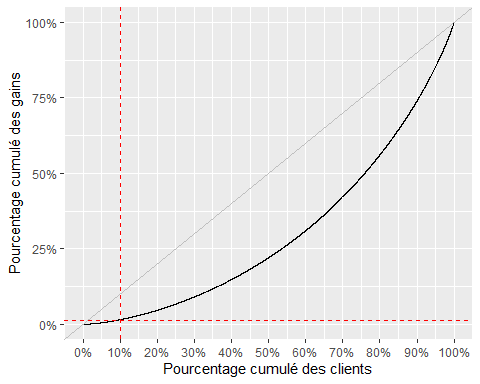 Pourcentage cumulé des gains
100%
75%
50%
25%
0%
0% 10% 20% 30% 40% 50% 60% 70% 80% 90% 100%
Pourcentage cumulé des clients